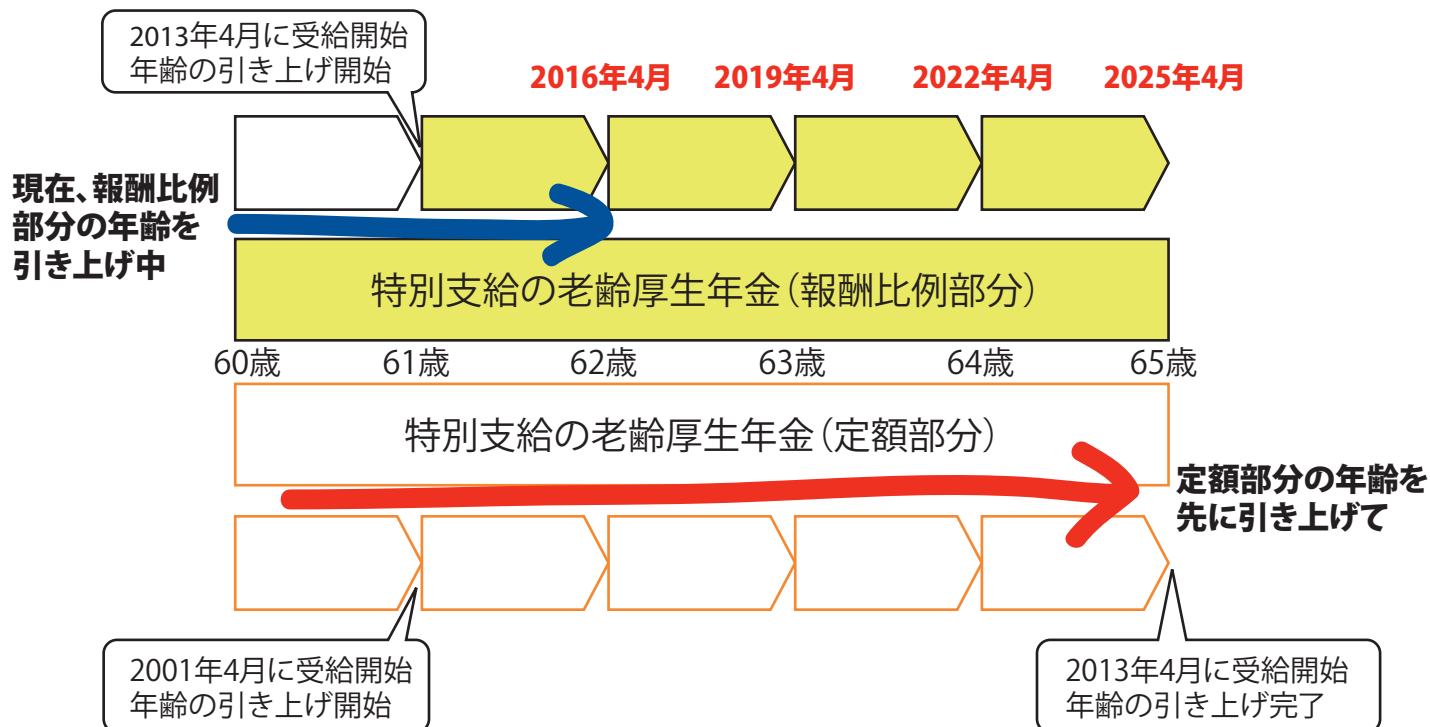 2013年4月に受給開始
年齢の引き上げ開始
2016年4月 2019年4月 2022年4月 2025年4月
現在、報酬比例
部分の年齢を
引き上げ中
特別支給の老齢厚生年金（報酬比例部分）
60歳 61歳 62歳 63歳 64歳 65歳
特別支給の老齢厚生年金（定額部分）
定額部分の年齢を
先に引き上げて
2001年4月に受給開始
年齢の引き上げ開始
2013年4月に受給開始
年齢の引き上げ完了